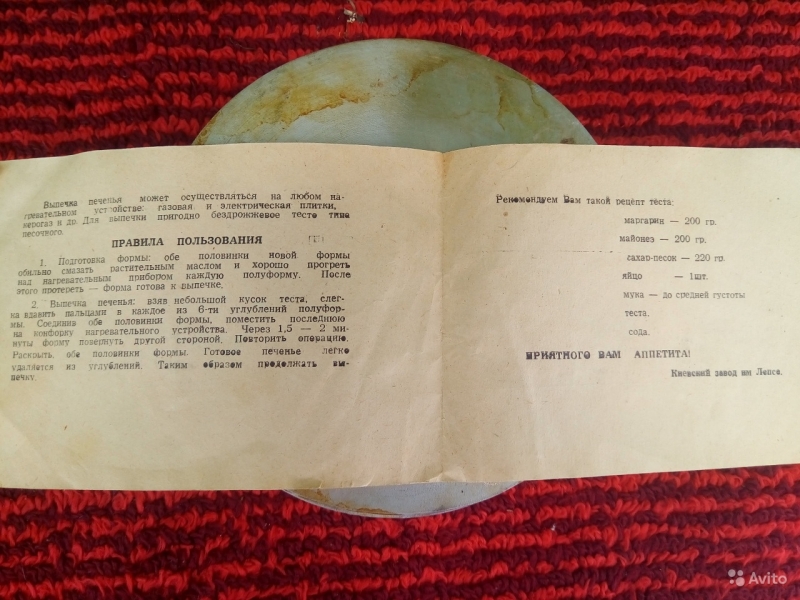 Выпечка печенья может осуществляться на любом на-
гревательном устройстве: газовая и электрическая плитки,
керогаз и др. Для выпечки пригодно бездрожжевое тесто типа
песочного.
ПРАВИЛА ПОЛЬЗОВАНИЯ
1. Подготовка формы: обе половинки новой формы
обильно смазать растительным маслом и хорошо прогреть
над нагревательным прибором каждую полуформу. После
этого протереть — форма готова к выпечке.
2. Выпечка печенья: взяв небольшой кусок теста, слег-
ка вдавить пальцами в каждое из 6-ти углублений полуфор-
мы. Соединив обе половинки формы, поместить последнюю
на конфорку нагревательного устройства. Через 1,5 — 2 ми-
нуты форму повернуть другой стороной. Повторить операцию.
Раскрыть обе половинки формы. Готовое печенье легко
удаляется из углублений. Таким образом продолжать вы-
печку.
Рекомендуем Вам такой рецепт теста:
маргарин — 200 гр.
майонез — 200 гр.
сахар-песок — 220 гр.
яйцо — 1шт.
мука — до средней густоты
теста.
сода.
ПРИЯТНОГО ВАМ АППЕТИТА!
Киевский завод им Лепсе.
Avito